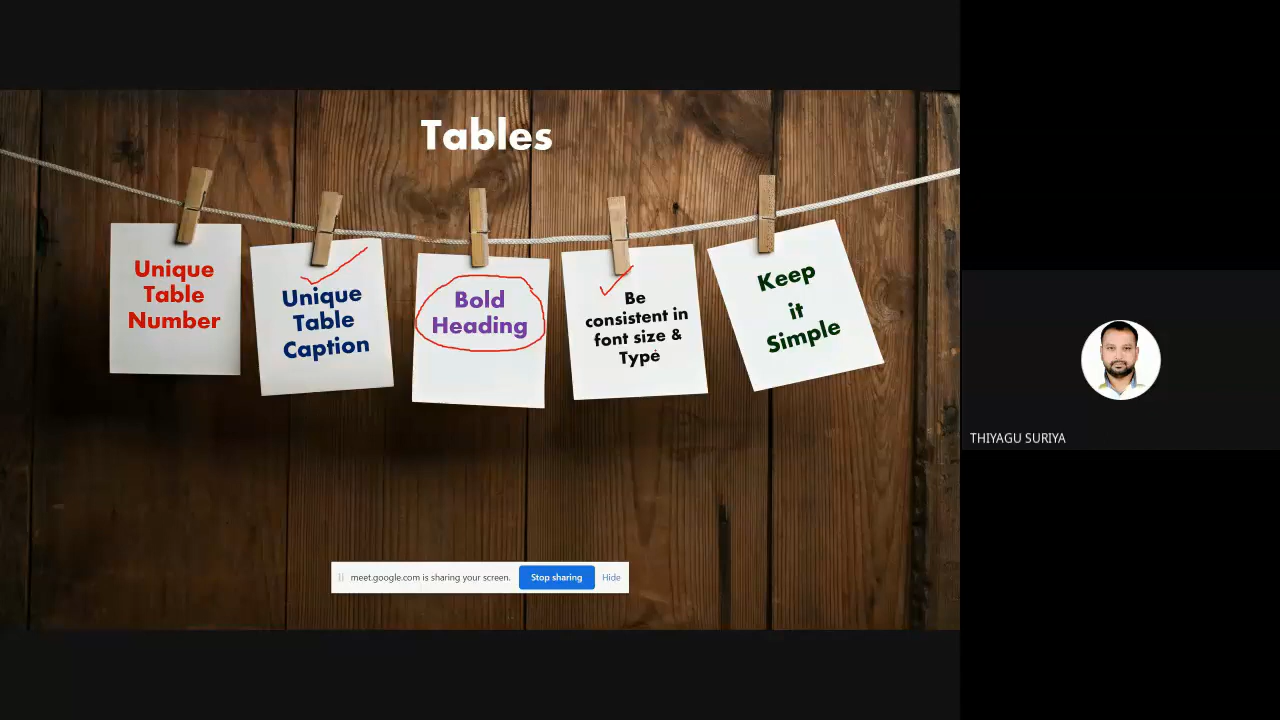 Tables
Unique
Table
Number
Unique
Table
Caption
Bold
Heading
Be
consistent in
font size &
Type
Keep
it
Simple
meet.google.com is sharing your screen.
Stop sharing
Hide
THIYAGU SURIYA